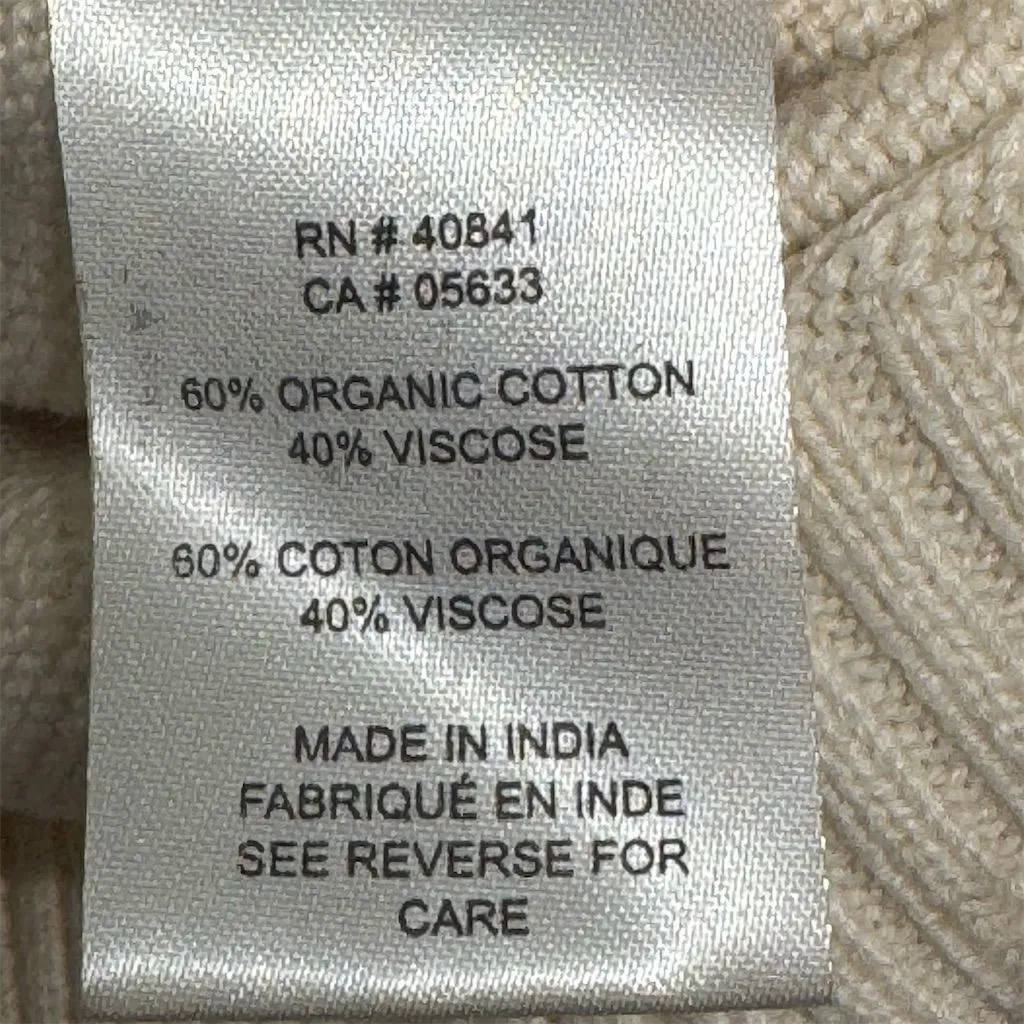 RN # 40841
CA # 05633
60% ORGANIC COTTON
40% VISCOSE
60% COTON ORGANIQUE
40% VISCOSE
MADE IN INDIA
FABRIQUÉ EN INDE
SEE REVERSE FOR
CARE